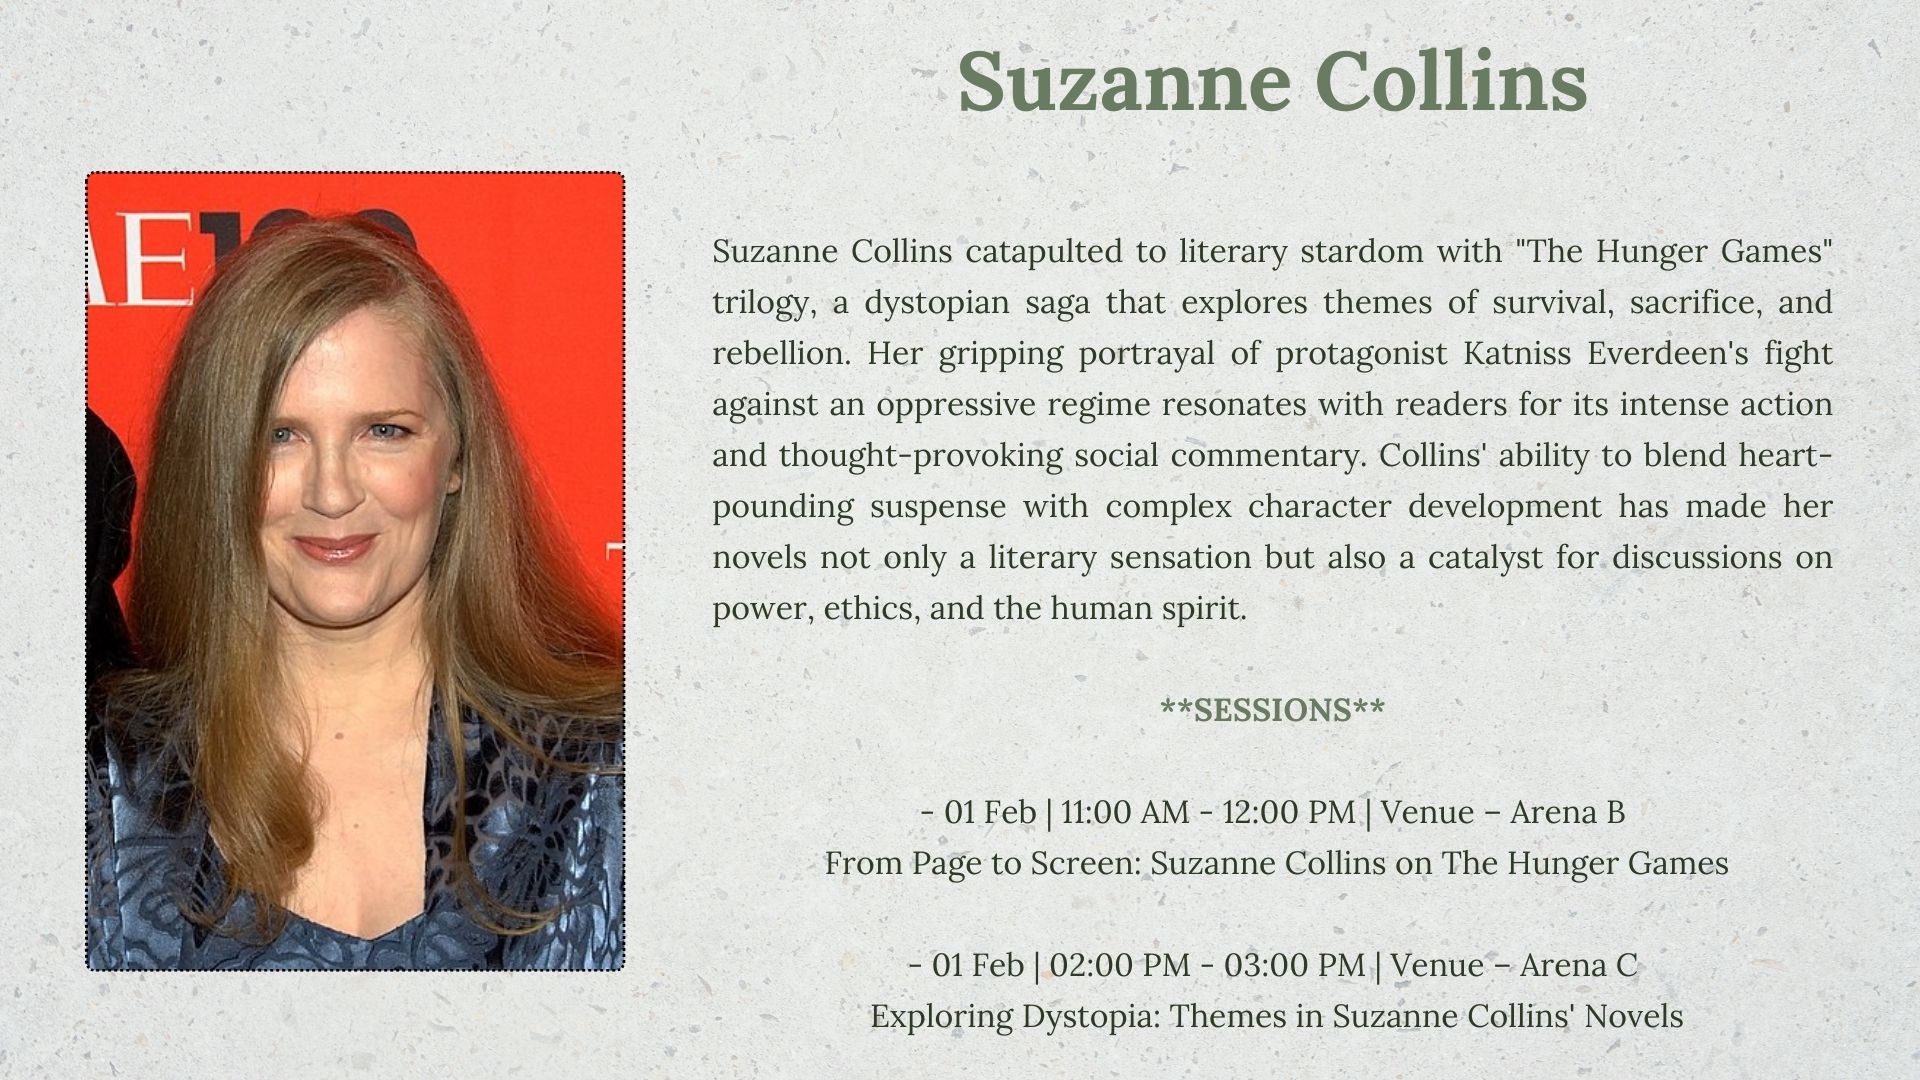 Suzanne Collins
AE100
Suzanne Collins catapulted to literary stardom with "The Hunger Games"
trilogy, a dystopian saga that explores themes of survival, sacrifice, and
rebellion. Her gripping portrayal of protagonist Katniss Everdeen's fight
against an oppressive regime resonates with readers for its intense action
and thought-provoking social commentary. Collins' ability to blend heart-
pounding suspense with complex character development has made her
novels not only a literary sensation but also a catalyst for discussions on
power, ethics, and the human spirit.
**SESSIONS**
- 01 Feb | 11:00 AM - 12:00 PM | Venue – Arena B
From Page to Screen: Suzanne Collins on The Hunger Games
- 01 Feb | 02:00 PM - 03:00 PM | Venue – Arena C
Exploring Dystopia: Themes in Suzanne Collins' Novels